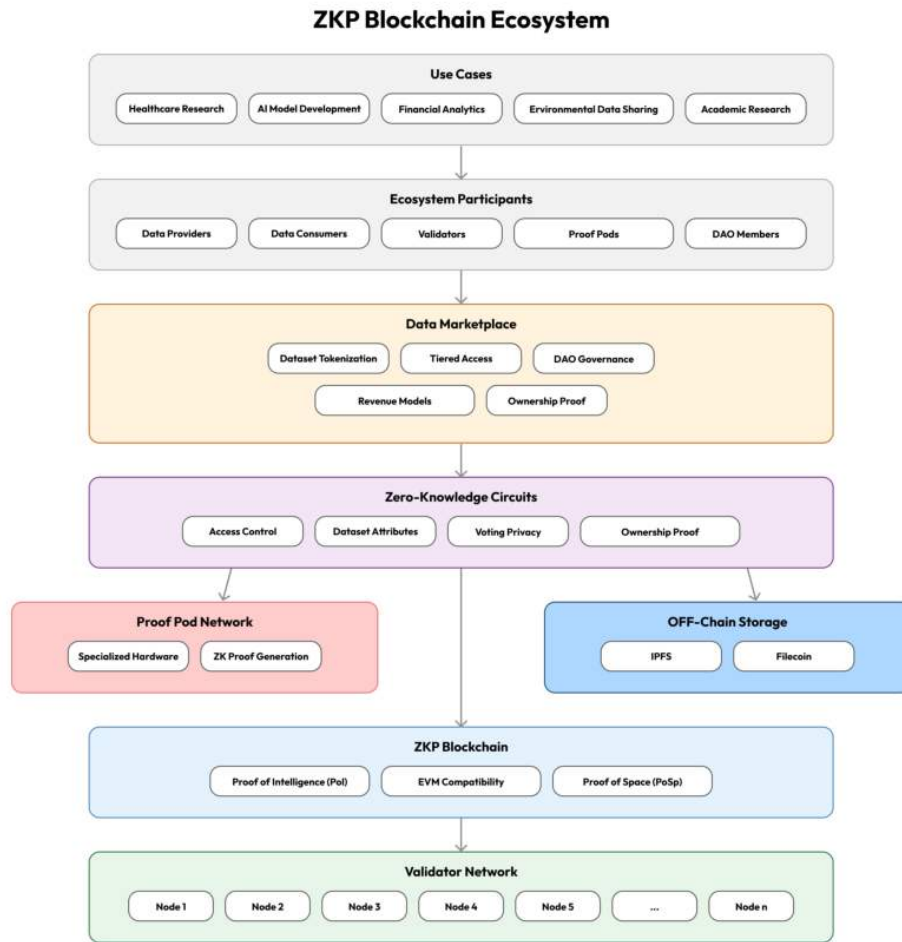 ZKP Blockchain Ecosystem
Use Cases
Healthcare Research AI Model Development Financial Analytics Environmental Data Sharing Academic Research
Ecosystem Participants
Data Providers Data Consumers Validators Proof Pods DAO Members
Data Marketplace
Dataset Tokenization Tiered Access DAO Governance
Revenue Models Ownership Proof
Zero-Knowledge Circuits
Access Control Dataset Attributes Voting Privacy Ownership Proof
Proof Pod Network
Specialized Hardware ZK Proof Generation
OFF-Chain Storage
IPFS Filecoin
ZKP Blockchain
Proof of Intelligence (PoI) EVM Compatibility Proof of Space (PoSp)
Validator Network
Node 1 Node 2 Node 3 Node 4 Node 5 ... Node n